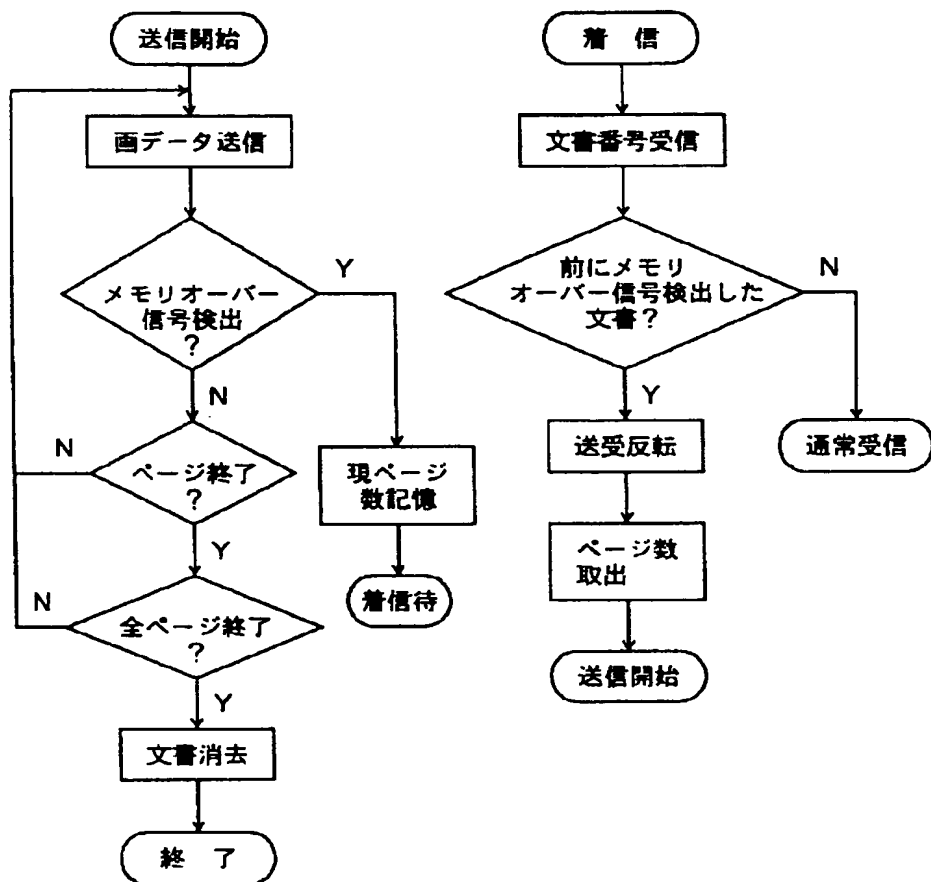 送信開始
画データ送信
メモリオーバー
信号検出
?
Y
N
ページ終了
?
N
Y
全ページ終了
?
N
Y
文書消去
終 了
現ページ
数記憶
着信待
着 信
文書番号受信
前にメモリ
オーバー信号検出した
文書?
N
Y
通常受信
送受反転
ページ数
取出
送信開始